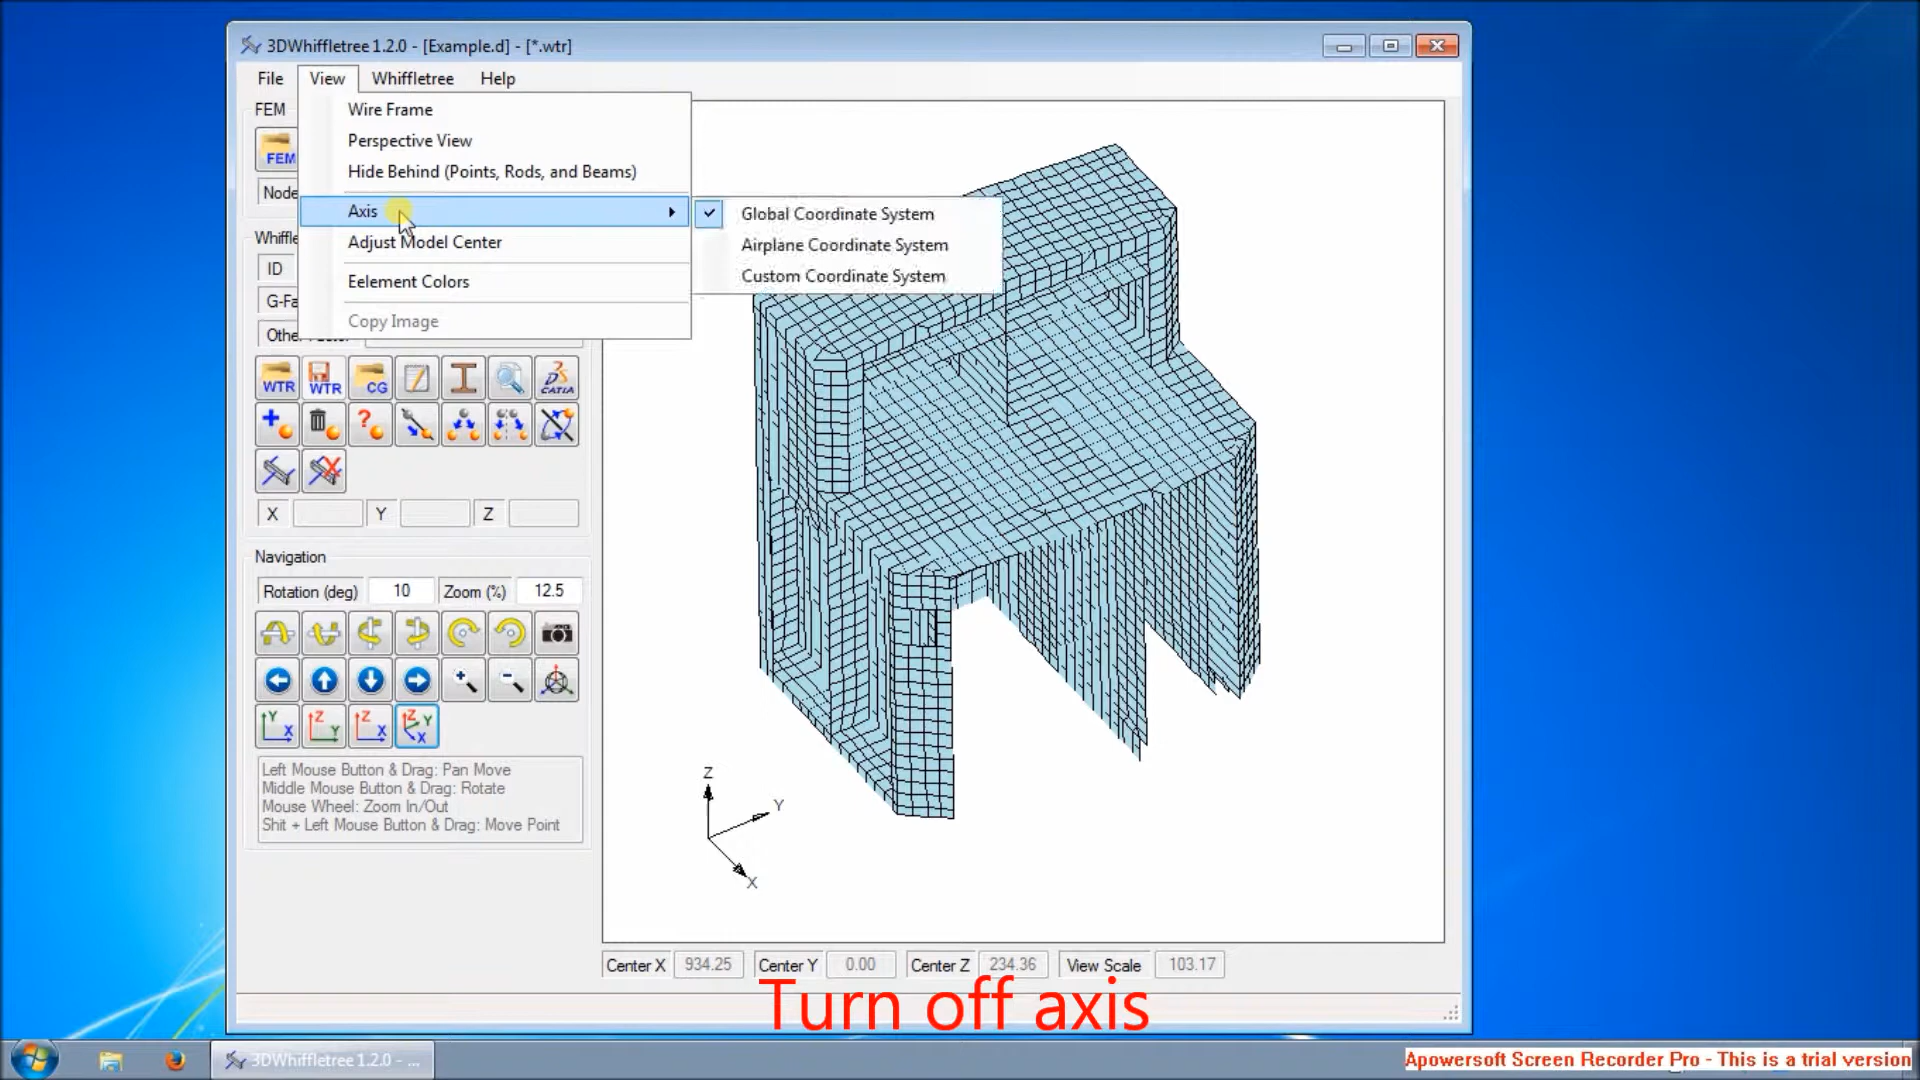 3DWhiffletree 1.2.0 - [Example.d] - [*.wtr]
File View Whiffletree Help
FEM
Wire Frame
Perspective View
Hide Behind (Points, Rods, and Beams)
Axis
Adjust Model Center
Eelement Colors
Copy Image
Global Coordinate System
Airplane Coordinate System
Custom Coordinate System
FEM
Node
Whiffle
ID
G-Fa
Othe
WTR WTR CG CATIA
X Y Z
Navigation
Rotation (deg) 10 Zoom (%) 12.5
Y X Z Y Z X Z Y X
Left Mouse Button & Drag: Pan Move
Middle Mouse Button & Drag: Rotate
Mouse Wheel: Zoom In/Out
Shit + Left Mouse Button & Drag: Move Point
Z
Y
X
Center X 934.25 Center Y 0.00 Center Z 234.36 View Scale 103.17
Turn off axis
3DWhiffletree 1.2.0 - ...
Apowersoft Screen Recorder Pro - This is a trial version